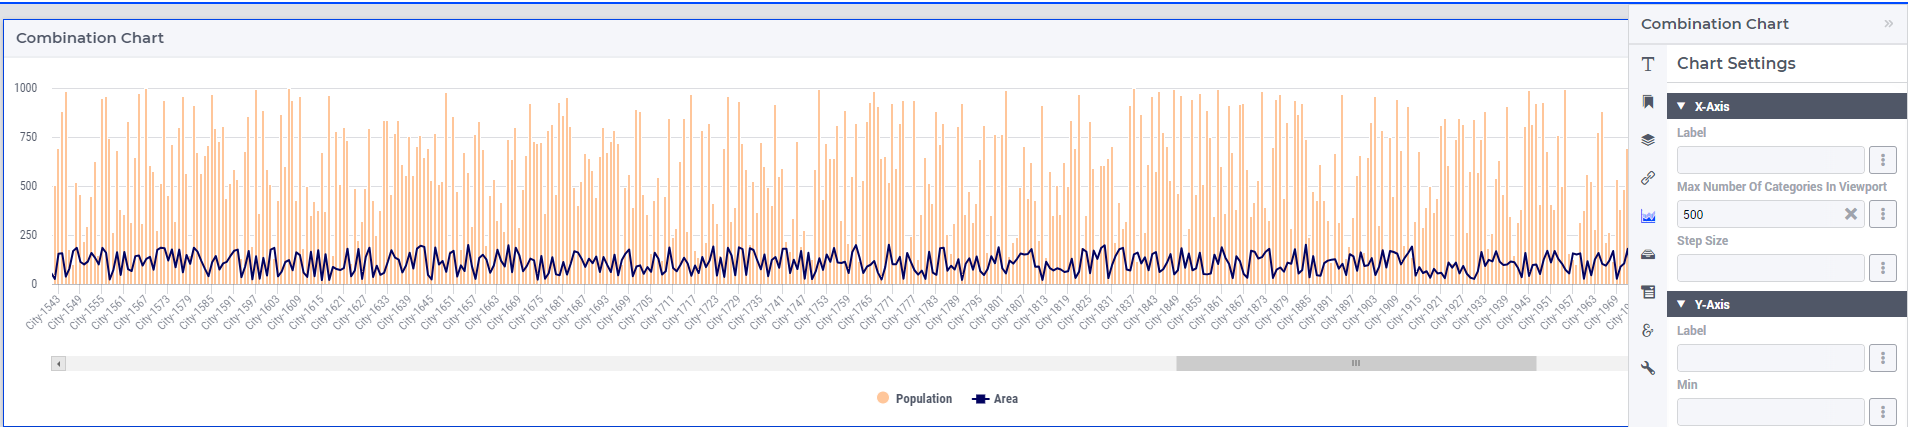 Combination Chart
1000
750
500
250
0
City-1543 City-1549 City-1555 City-1561 City-1567 City-1573 City-1579 City-1585 City-1591 City-1597 City-1603 City-1609 City-1615 City-1621 City-1627 City-1633 City-1639 City-1645 City-1651 City-1657 City-1663 City-1669 City-1675 City-1681 City-1687 City-1693 City-1699 City-1705 City-1711 City-1717 City-1723 City-1729 City-1735 City-1741 City-1747 City-1753 City-1759 City-1765 City-1771 City-1777 City-1783 City-1789 City-1795 City-1801 City-1807 City-1813 City-1819 City-1825 City-1831 City-1837 City-1843 City-1849 City-1855 City-1861 City-1867 City-1873 City-1879 City-1885 City-1891 City-1897 City-1903 City-1909 City-1915 City-1921 City-1927 City-1933 City-1939 City-1945 City-1951 City-1957 City-1963 City-1969
Population Area
Combination Chart
Chart Settings
X-Axis
Label
Max Number Of Categories In Viewport
500
Step Size
Y-Axis
Label
Min